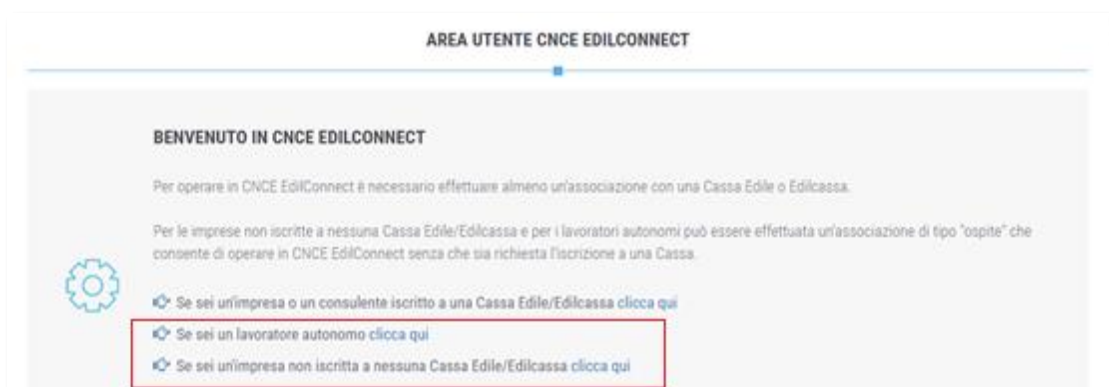 AREA UTENTE CNCE EDILCONNECT
BENVENUTO IN CNCE EDILCONNECT
Per operare in CNCE EdilConnect è necessario effettuare almeno un'associazione con una Cassa Edile o Edilcassa.
Per le imprese non iscritte a nessuna Cassa Edile/Edilcassa e per i lavoratori autonomi può essere effettuata un'associazione di tipo "ospite" che
consente di operare in CNCE EdilConnect senza che sia richiesta l'iscrizione a una Cassa.
Se sei un'impresa o un consulente iscritto a una Cassa Edile/Edilcassa clicca qui
Se sei un lavoratore autonomo clicca qui
Se sei un'impresa non iscritta a nessuna Cassa Edile/Edilcassa clicca qui